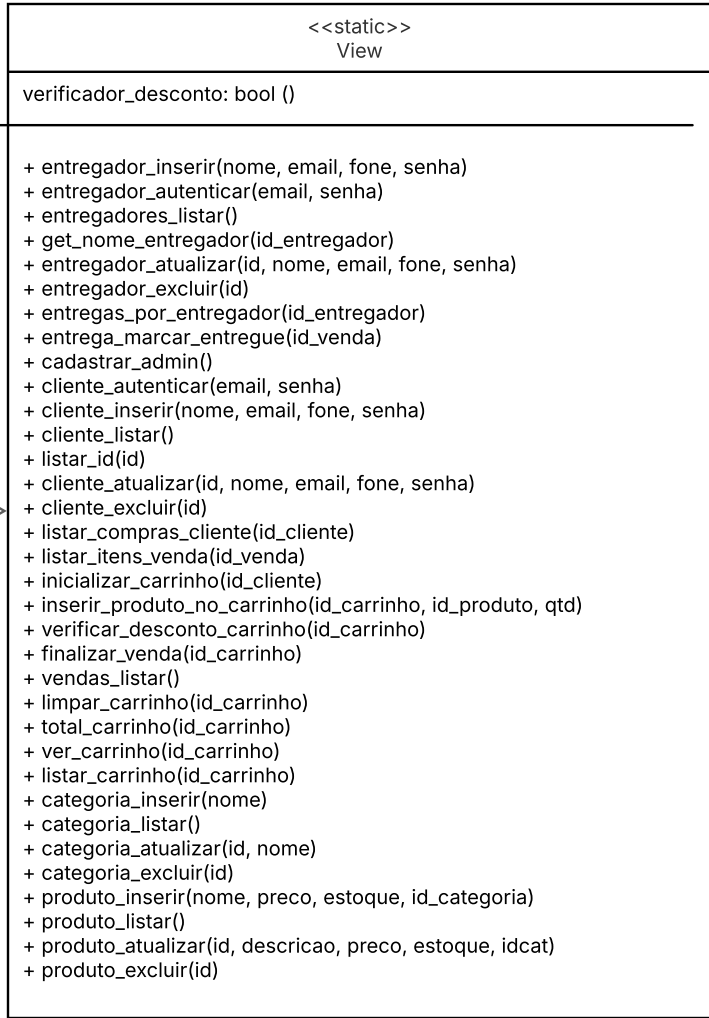 <<static>>
View
verificador_desconto: bool ()
+ entregador_inserir(nome, email, fone, senha)
+ entregador_autenticar(email, senha)
+ entregadores_listar()
+ get_nome_entregador(id_entregador)
+ entregador_atualizar(id, nome, email, fone, senha)
+ entregador_excluir(id)
+ entregas_por_entregador(id_entregador)
+ entrega_marcar_entregue(id_venda)
+ cadastrar_admin()
+ cliente_autenticar(email, senha)
+ cliente_inserir(nome, email, fone, senha)
+ cliente_listar()
+ listar_id(id)
+ cliente_atualizar(id, nome, email, fone, senha)
+ cliente_excluir(id)
+ listar_compras_cliente(id_cliente)
+ listar_itens_venda(id_venda)
+ inicializar_carrinho(id_cliente)
+ inserir_produto_no_carrinho(id_carrinho, id_produto, qtd)
+ verificar_desconto_carrinho(id_carrinho)
+ finalizar_venda(id_carrinho)
+ vendas_listar()
+ limpar_carrinho(id_carrinho)
+ total_carrinho(id_carrinho)
+ ver_carrinho(id_carrinho)
+ listar_carrinho(id_carrinho)
+ categoria_inserir(nome)
+ categoria_listar()
+ categoria_atualizar(id, nome)
+ categoria_excluir(id)
+ produto_inserir(nome, preco, estoque, id_categoria)
+ produto_listar()
+ produto_atualizar(id, descricao, preco, estoque, idcat)
+ produto_excluir(id)